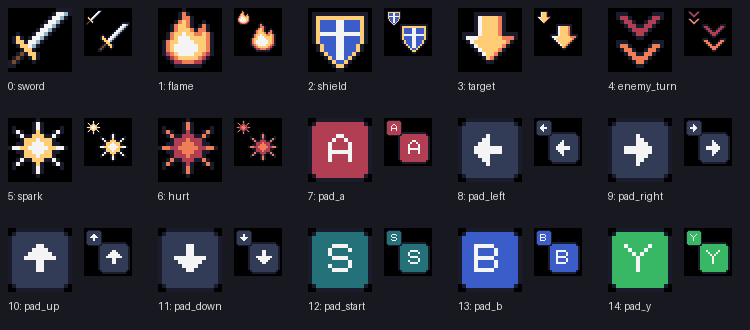 0: sword
1: flame
2: shield
3: target
4: enemy_turn
A
A
A
5: spark
6: hurt
7: pad_a
8: pad_left
9: pad_right
S
S
S
B
B
B
Y
Y
Y
10: pad_up
11: pad_down
12: pad_start
13: pad_b
14: pad_y